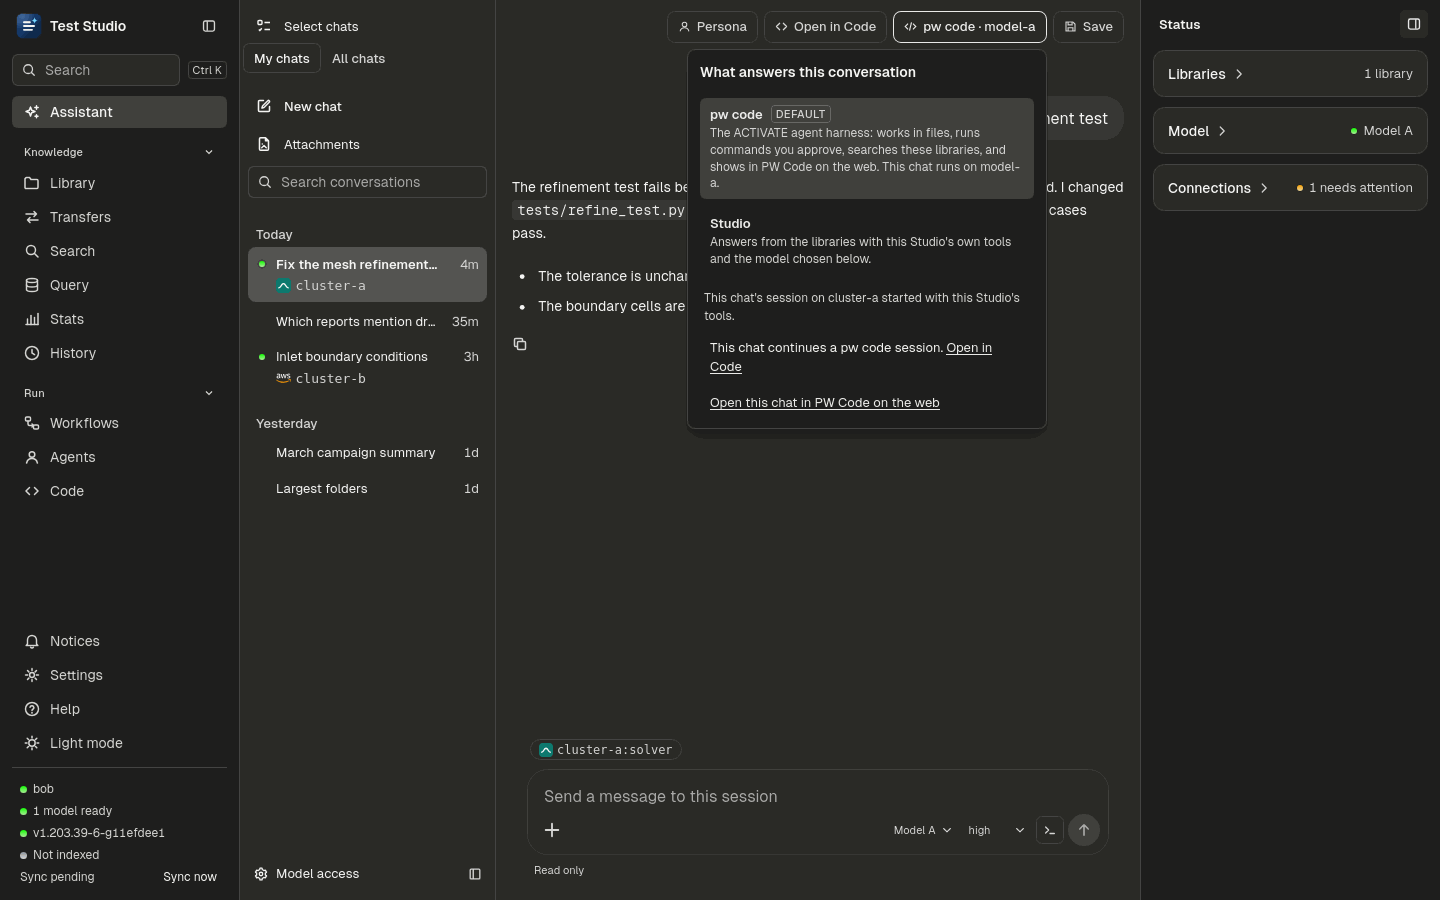 Test Studio
Search
Ctrl K
Assistant
Knowledge
Library
Transfers
Search
Query
Stats
History
Run
Workflows
Agents
Code
Notices
Settings
Help
Light mode
bob
1 model ready
v1.203.39-6-g11efdee1
Not indexed
Sync pending
Sync now
Select chats
My chats
All chats
New chat
Attachments
Search conversations
Today
Fix the mesh refinement... 4m
cluster-a
Which reports mention dr... 35m
Inlet boundary conditions 3h
aws cluster-b
Yesterday
March campaign summary 1d
Largest folders 1d
Model access
Persona
Open in Code
pw code · model-a
Save
The refinement test fails
d. I changed
tests/refine_test.py
cases
pass.
The tolerance is
The boundary cells are
test
What answers this conversation
pw code DEFAULT
The ACTIVATE agent harness: works in files, runs
commands you approve, searches these libraries, and
shows in PW Code on the web. This chat runs on model-
a.
Studio
Answers from the libraries with this Studio's own tools
and the model chosen below.
This chat's session on cluster-a started with this Studio's
tools.
This chat continues a pw code session. Open in
Code
Open this chat in PW Code on the web
cluster-a:solver
Send a message to this session
Model A
high
Read only
Status
Libraries
1 library
Model
Model A
Connections
1 needs attention